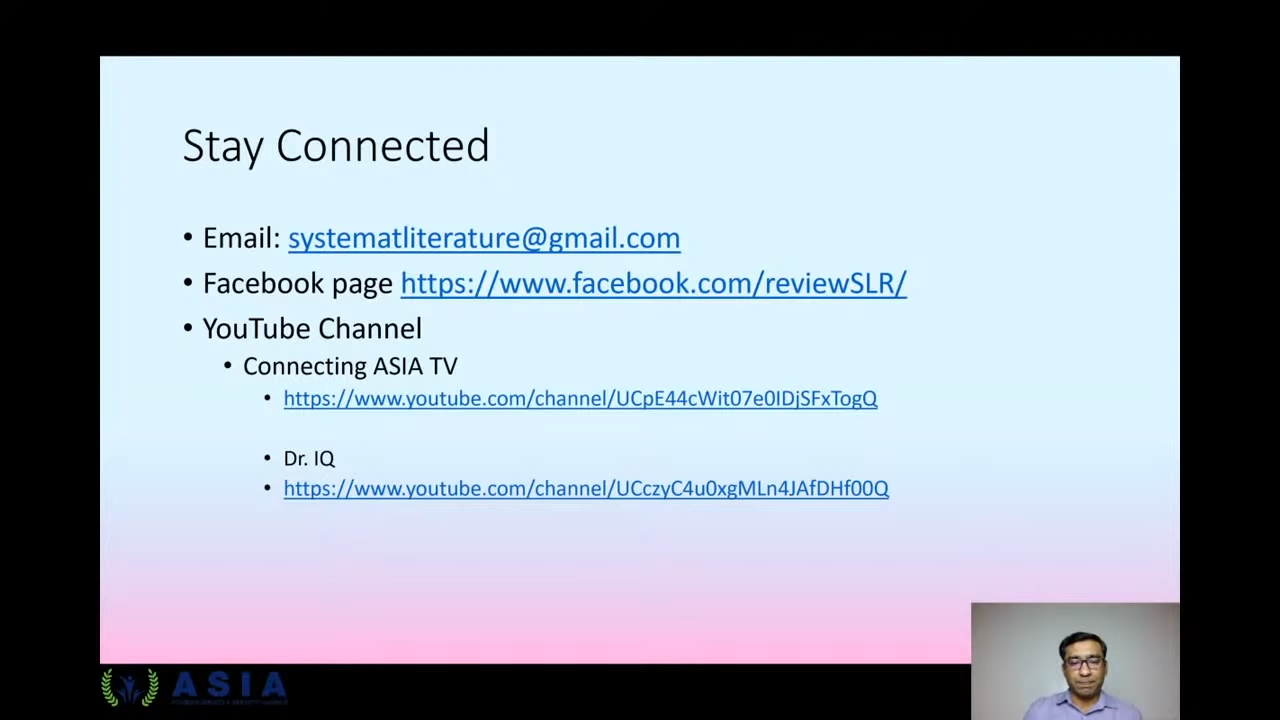 Stay Connected
• Email: systematliterature@gmail.com
• Facebook page https://www.facebook.com/reviewSLR/
• YouTube Channel
• Connecting ASIA TV
• https://www.youtube.com/channel/UCpE44cWit07e0IDjSFxTogQ
• Dr. IQ
• https://www.youtube.com/channel/UCczyC4u0xgMLn4JAfDHf00Q
ASIA